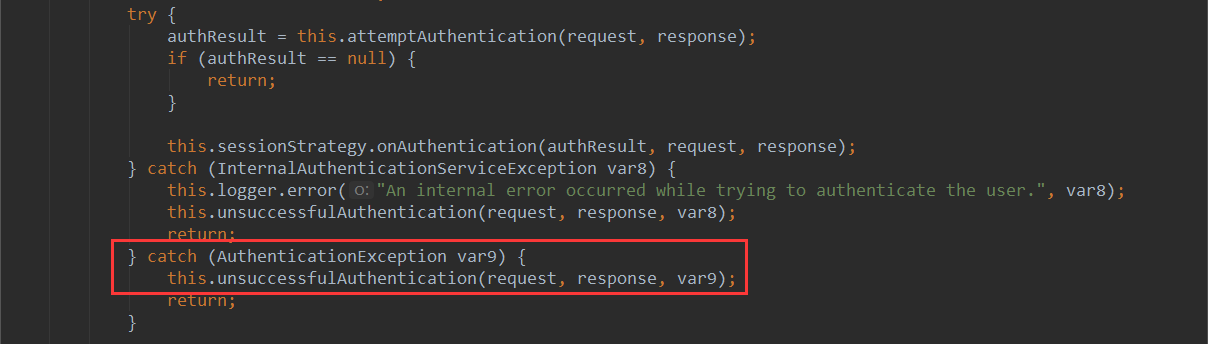 try {
authResult = this.attemptAuthentication(request, response);
if (authResult == null) {
return;
}
this.sessionStrategy.onAuthentication(authResult, request, response);
} catch (InternalAuthenticationServiceException var8) {
this.logger.error( o: "An internal error occurred while trying to authenticate the user.", var8);
this.unsuccessfulAuthentication(request, response, var8);
return;
} catch (AuthenticationException var9) {
this.unsuccessfulAuthentication(request, response, var9);
return;
}